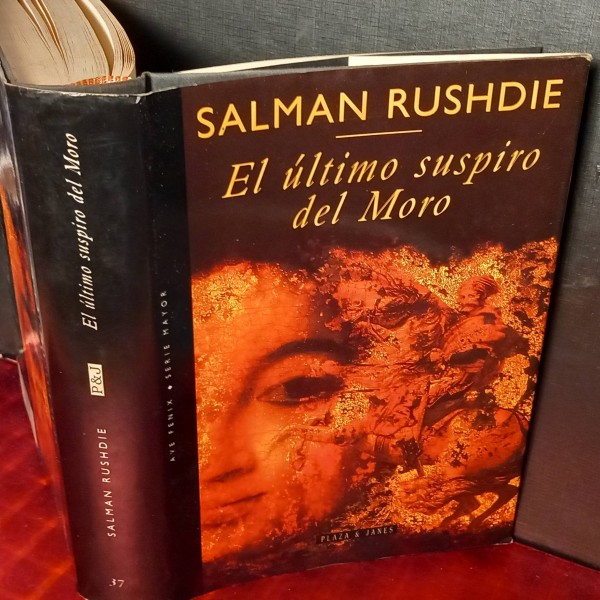 SALMAN RUSHDIE
El último suspiro
del Moro
PLAZA & JANÉS
AVE FENIX • SERIE MAYOR
El último suspiro del Moro
P&J
SALMAN RUSHDIE
37